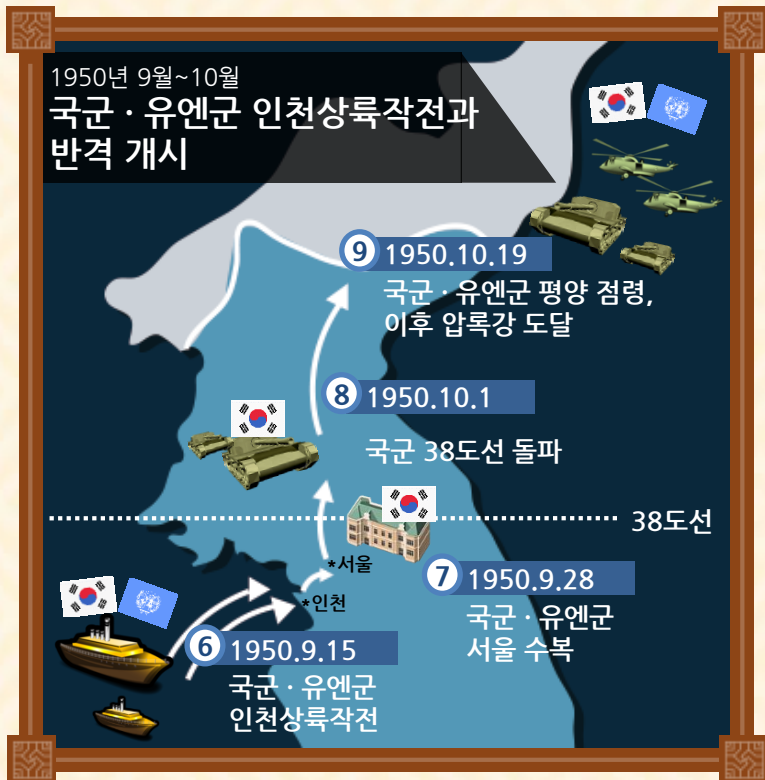 1950년 9월~10월
국군 · 유엔군 인천상륙작전과
반격 개시
9 1950.10.19
국군 · 유엔군 평양 점령,
이후 압록강 도달
8 1950.10.1
국군 38도선 돌파
38도선
*서울
7 1950.9.28
국군 · 유엔군
서울 수복
*인천
6 1950.9.15
국군 · 유엔군
인천상륙작전